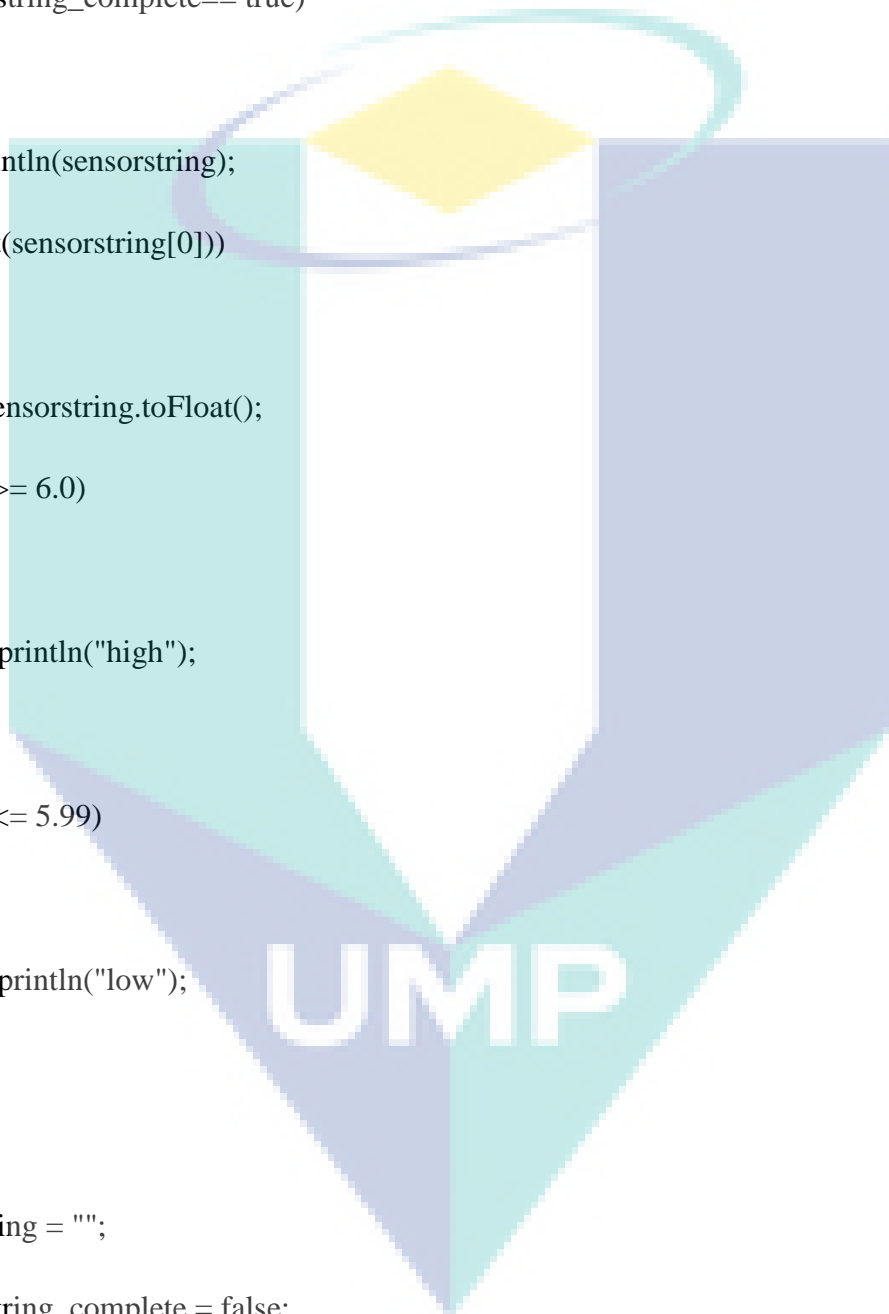 string_complete== true)
ntln(sensorstring);
(sensorstring[0]))
ensorstring.toFloat();
>= 6.0)
println("high");
<= 5.99)
println("low");
UMP
ing = "";
tring_complete = false;